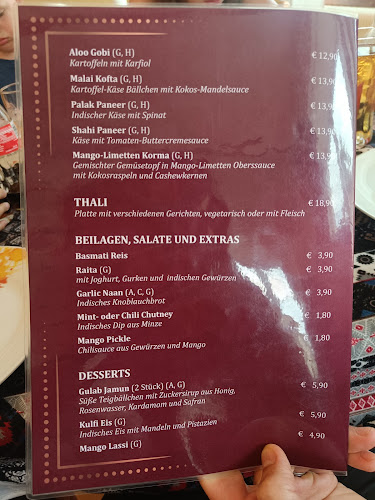 Aloo Gobi (G, H) € 12,90
Kartoffeln mit Karfiol
Malai Kofta (G, H) € 13,90
Kartoffel-Käse Bällchen mit Kokos-Mandelsauce
Palak Paneer (G, H) € 13,90
Indischer Käse mit Spinat
Shahi Paneer (G, H) € 13,90
Käse mit Tomaten-Buttercremesauce
Mango-Limetten Korma (G, H) € 13,90
Gemischter Gemüsetopf in Mango-Limetten Oberssauce
mit Kokosraspeln und Cashewkernen
THALI € 18,90
Platte mit verschiedenen Gerichten, vegetarisch oder mit Fleisch
BEILAGEN, SALATE UND EXTRAS
Basmati Reis € 3,90
Raita (G) € 3,90
mit Joghurt, Gurken und indischen Gewürzen
Garlic Naan (A, C, G) € 3,90
Indisches Knoblauchbrot
Mint- oder Chili Chutney € 1,80
Indisches Dip aus Minze
Mango Pickle 1,80
Chilisauce aus Gewürzen und Mango
DESSERTS
Gulab Jamun (2 Stück) (A, G) € 5,90
Süße Teigbällchen mit Zuckersirup aus Honig,
Rosenwasser, Kardamom und Safran
Kulfi Eis (G) € 5,90
Indisches Eis mit Mandeln und Pistazien
Mango Lassi (G) € 4,90